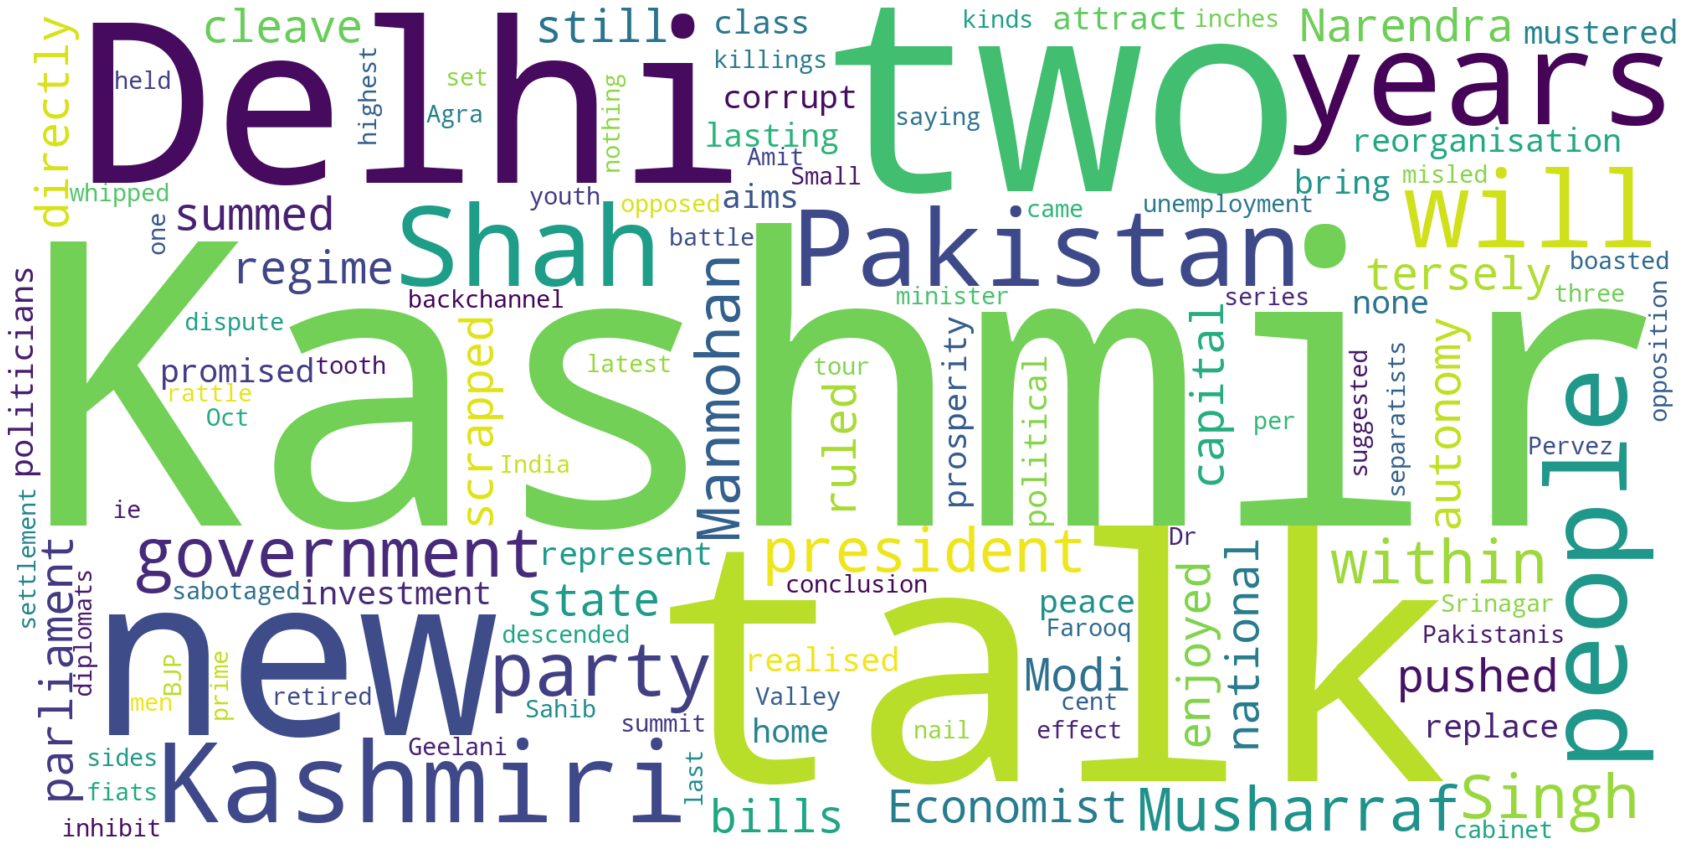 Delhi
two
years
cleave
still
class
kinds
attract
inches
Narendra
mustered
directly
held
highest
set
Agra
nothing
killings
corrupt
lasting
saying
reorganisation
Amit
Small
whipped
summed
youth
opposed
aims
came
unemployment
bring
misled
will
one
regime
Shah
battle
Pakistan
tersely
boasted
politicians
backchannel
minister
series
none
three
opposition
Kashmir
dispute
scrapped
Manmohan
prosperity
capital
autonomy
separatists
promised
tooth
latest
tour
political
rattle
Oct
ruled
per
suggested
people
Pervez
India
settlement
ie
government
represent
president
Dr
within
parliament
diplomats
sabotaged
investment
conclusion
talk
enjoyed
national
new
state
peace
Srinagar
descended
Farooq
Pakistanis
party
realised
Modi
pushed
men
BJP
prime
retired
Sahib
Valley
cent
summit
home
nail
effect
replace
sides
Kashmiri
Geelani
last
fiats
bills
Economist
Musharraf
Singh
inhibit
cabinet